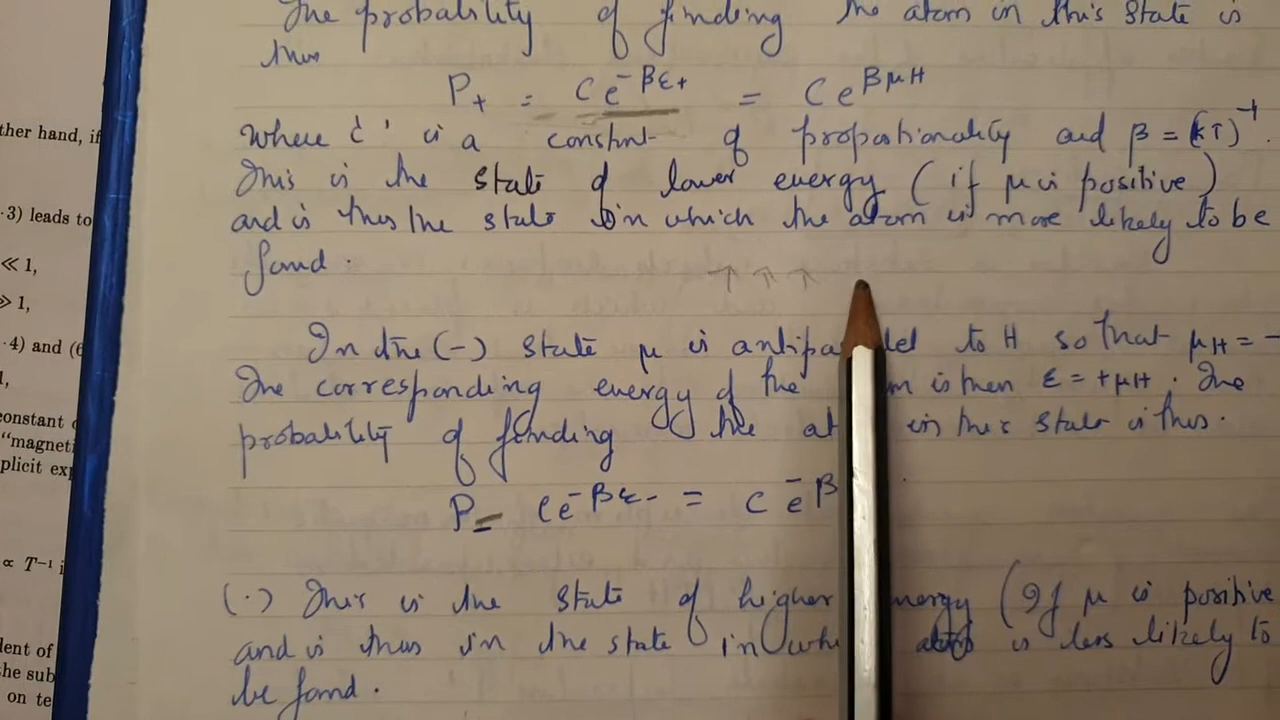 The probability of finding the atom in this state is
thus
P+ = Ce^-βε+ = Ce^βμH
Where 'C' is a constant of proportionality and β = (kT)^-1.
This is the state of lower energy (if μ is positive)
and is thus the state in which the atom is more likely to be
found.
In the (-) state μ is antipa llel to H so that μH = -
The corresponding energy of the m is then ε = +μH. The
probability of finding the at in this state is thus.
P- Ce^-βε- = C e^-β
(·) This is the state of higher energy (If μ is positive
and is thus in the state in whi atom is less likely to
be found.
ther hand, if
·3) leads to
≪ 1,
≫ 1,
·4) and (6
1,
constant o
"magneti
plicit exp
∝ T^-1 i
dent of
he sub
on te